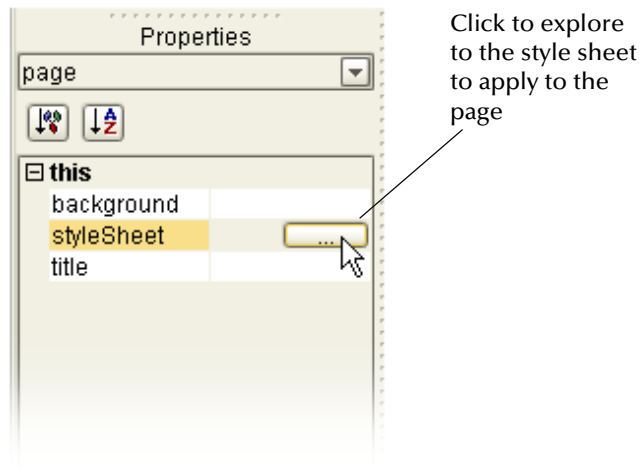 Properties
page
A
Z
this
background
styleSheet
...
title
Click to explore
to the style sheet
to apply to the
page